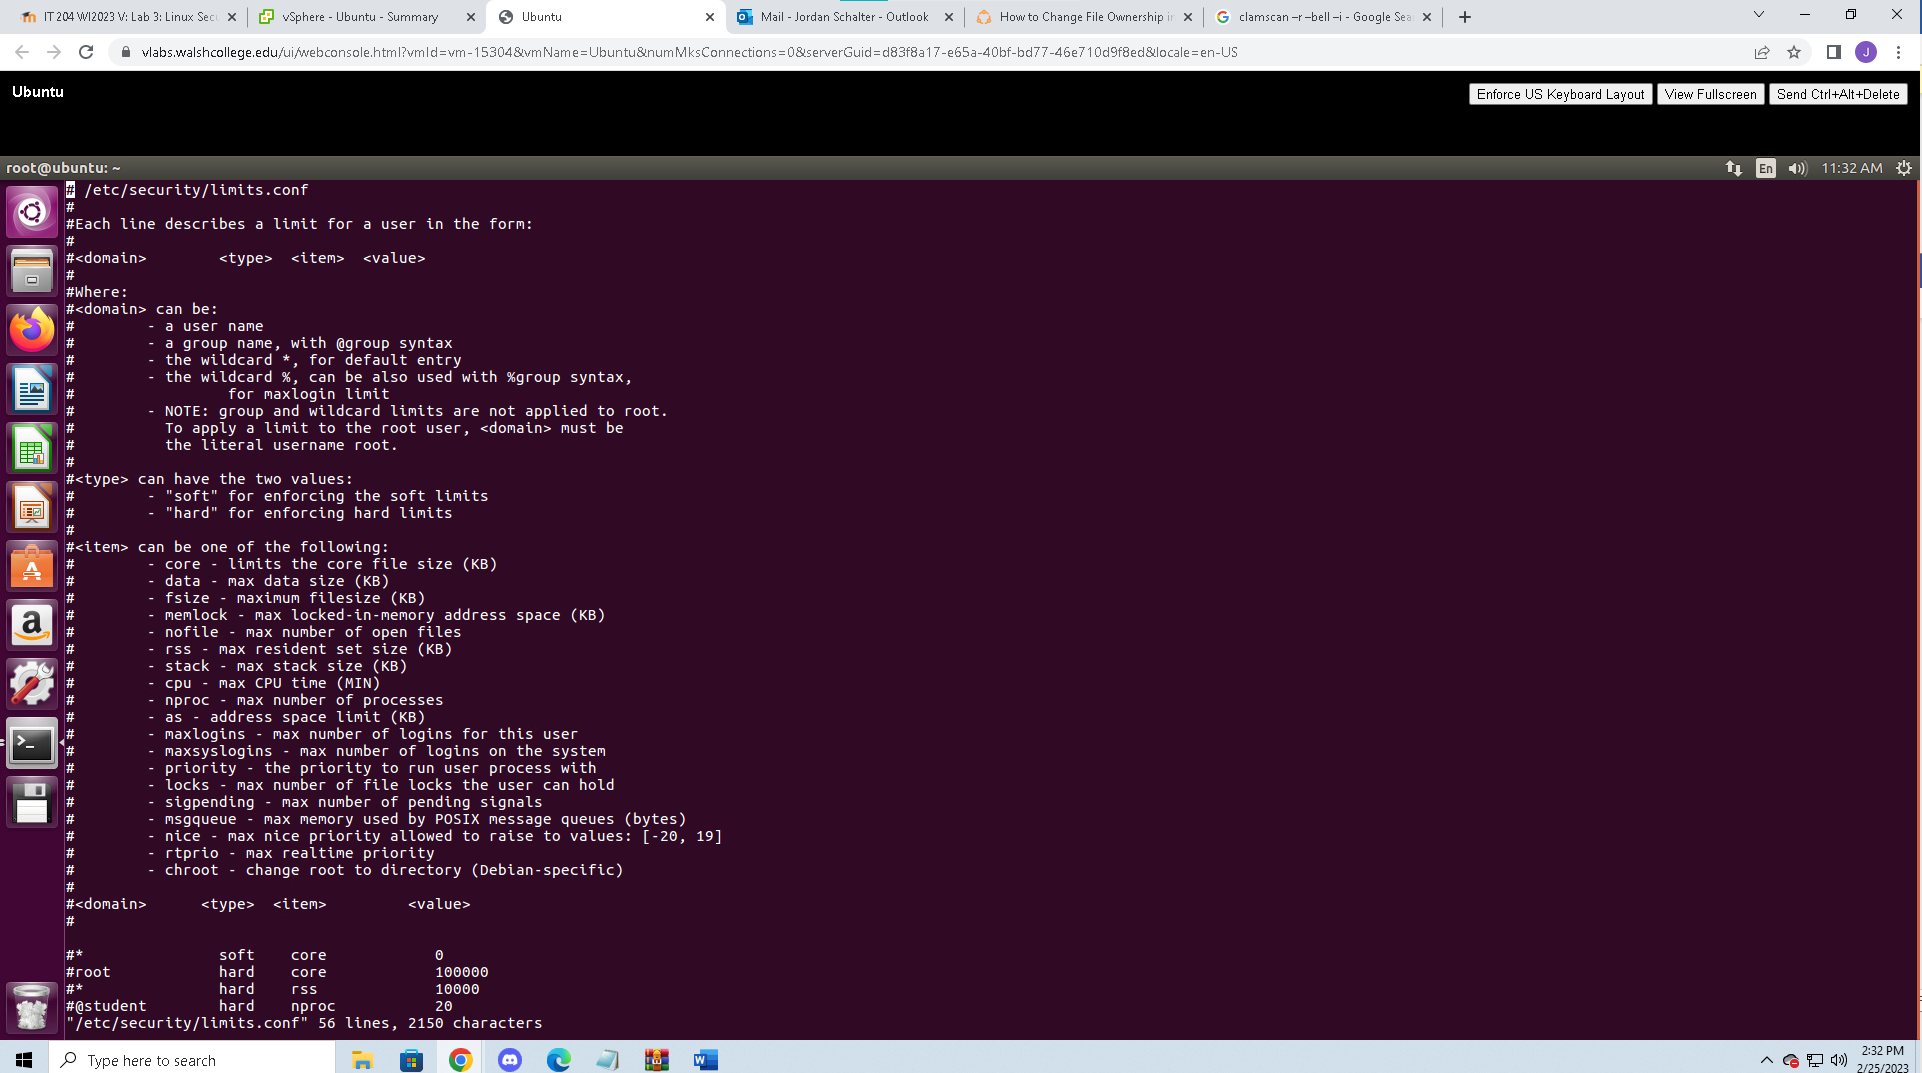 IT 204 WI2023 V: Lab 3: Linux Sec
vSphere - Ubuntu - Summary
Ubuntu
Mail - Jordan Schalter - Outlook
How to Change File Ownership in
clamscan –r –bell –i - Google Sea
vlabs.walshcollege.edu/ui/webconsole.html?vmId=vm-15304&vmName=Ubuntu&numMksConnections=0&serverGuid=d83f8a17-e65a-40bf-bd77-46e710d9f8ed&locale=en-US
J
Ubuntu
Enforce US Keyboard Layout
View Fullscreen
Send Ctrl+Alt+Delete
root@ubuntu: ~
En
11:32 AM
# /etc/security/limits.conf
#
#Each line describes a limit for a user in the form:
#
#<domain>        <type>  <item>  <value>
#
#Where:
#<domain> can be:
#        - a user name
#        - a group name, with @group syntax
#        - the wildcard *, for default entry
#        - the wildcard %, can be also used with %group syntax,
#                 for maxlogin limit
#        - NOTE: group and wildcard limits are not applied to root.
#          To apply a limit to the root user, <domain> must be
#          the literal username root.
#
#<type> can have the two values:
#        - "soft" for enforcing the soft limits
#        - "hard" for enforcing hard limits
#
#<item> can be one of the following:
#        - core - limits the core file size (KB)
#        - data - max data size (KB)
#        - fsize - maximum filesize (KB)
#        - memlock - max locked-in-memory address space (KB)
#        - nofile - max number of open files
#        - rss - max resident set size (KB)
#        - stack - max stack size (KB)
#        - cpu - max CPU time (MIN)
#        - nproc - max number of processes
#        - as - address space limit (KB)
#        - maxlogins - max number of logins for this user
#        - maxsyslogins - max number of logins on the system
#        - priority - the priority to run user process with
#        - locks - max number of file locks the user can hold
#        - sigpending - max number of pending signals
#        - msgqueue - max memory used by POSIX message queues (bytes)
#        - nice - max nice priority allowed to raise to values: [-20, 19]
#        - rtprio - max realtime priority
#        - chroot - change root to directory (Debian-specific)
#
#<domain>      <type>  <item>         <value>
#

#*               soft    core            0
#root            hard    core            100000
#*               hard    rss             10000
#@student        hard    nproc           20
"/etc/security/limits.conf" 56 lines, 2150 characters
Type here to search
2:32 PM
2/25/2023